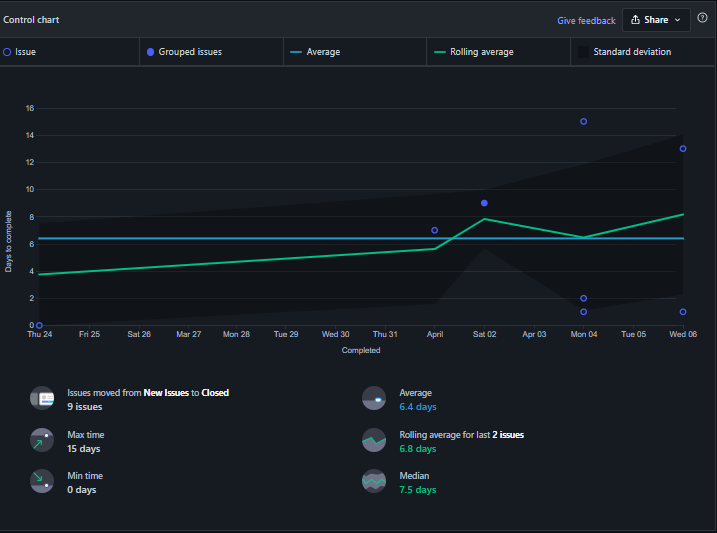 Control chart
Give feedback
Share
?
Issue
Grouped issues
Average
Rolling average
Standard deviation
16
14
12
10
8
6
4
2
0
Days to complete
Thu 24 Fri 25 Sat 26 Mar 27 Mon 28 Tue 29 Wed 30 Thu 31 April Sat 02 Apr 03 Mon 04 Tue 05 Wed 06
Completed
Issues moved from New Issues to Closed
9 issues
Average
6.4 days
Max time
15 days
Rolling average for last 2 issues
6.8 days
Min time
0 days
Median
7.5 days